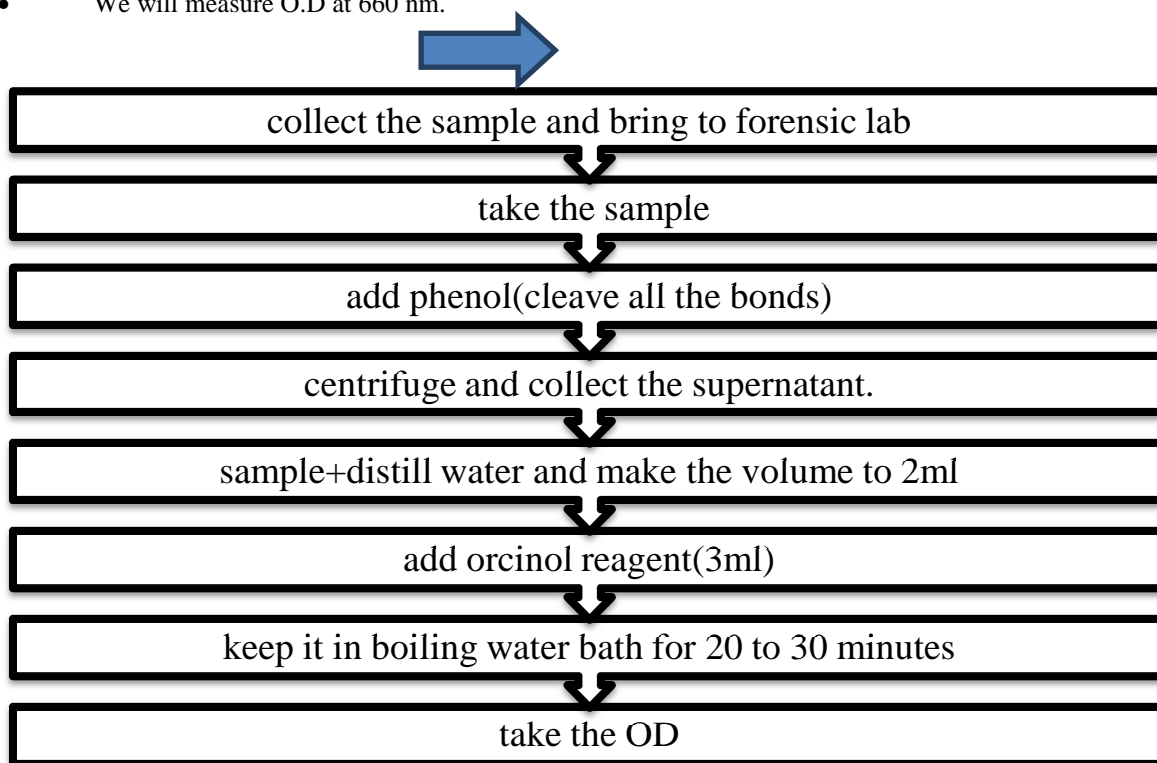 • We will measure O.D at 660 nm.
collect the sample and bring to forensic lab
take the sample
add phenol(cleave all the bonds)
centrifuge and collect the supernatant.
sample+distill water and make the volume to 2ml
add orcinol reagent(3ml)
keep it in boiling water bath for 20 to 30 minutes
take the OD